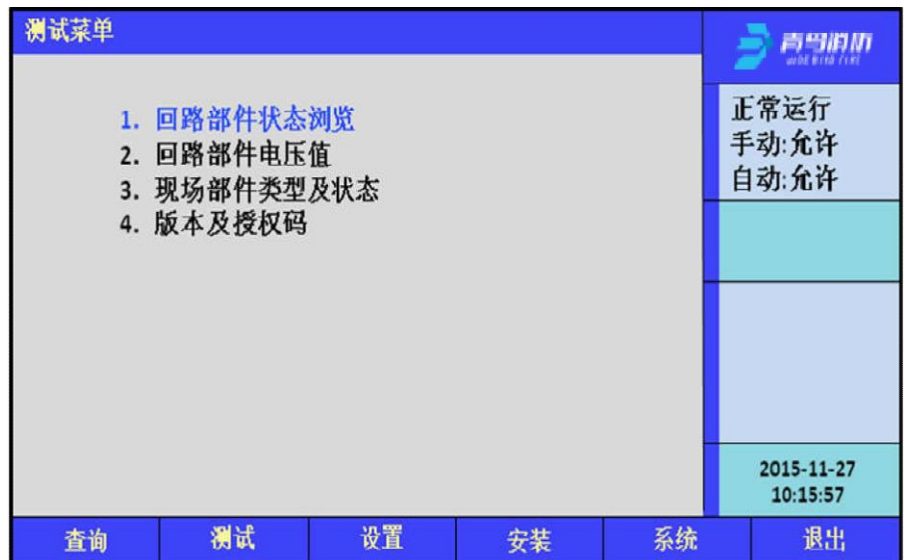 测试菜单
青鸟消防
1. 回路部件状态浏览
2. 回路部件电压值
3. 现场部件类型及状态
4. 版本及授权码
正常运行
手动:允许
自动:允许
2015-11-27
10:15:57
查询 测试 设置 安装 系统 退出